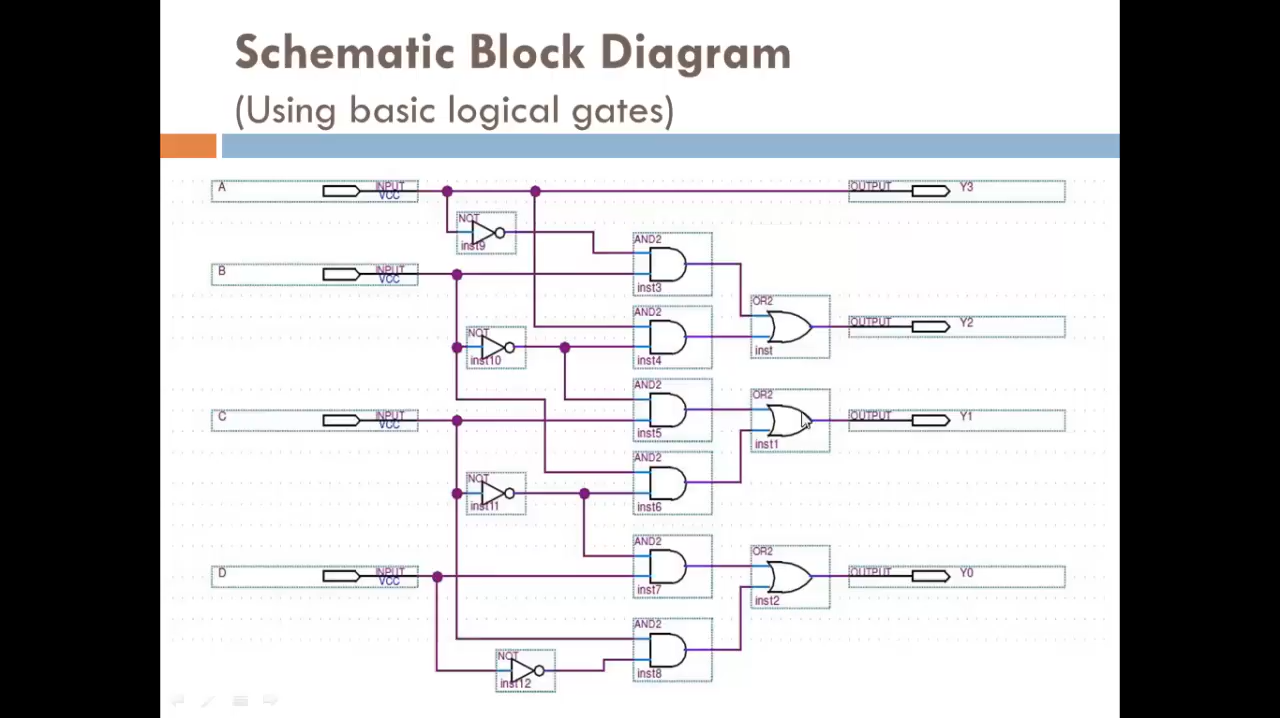 Schematic Block Diagram
(Using basic logical gates)
A INPUT VCC OUTPUT Y3
NOT
inst9
AND2
inst3
B INPUT VCC
OR2
inst
OUTPUT Y2
AND2
inst4
NOT
inst10
AND2
inst5
OR2
inst1
C INPUT VCC OUTPUT Y1
AND2
inst6
NOT
inst11
AND2
inst7
OR2
inst2
D INPUT VCC OUTPUT Y0
AND2
inst8
NOT
inst12